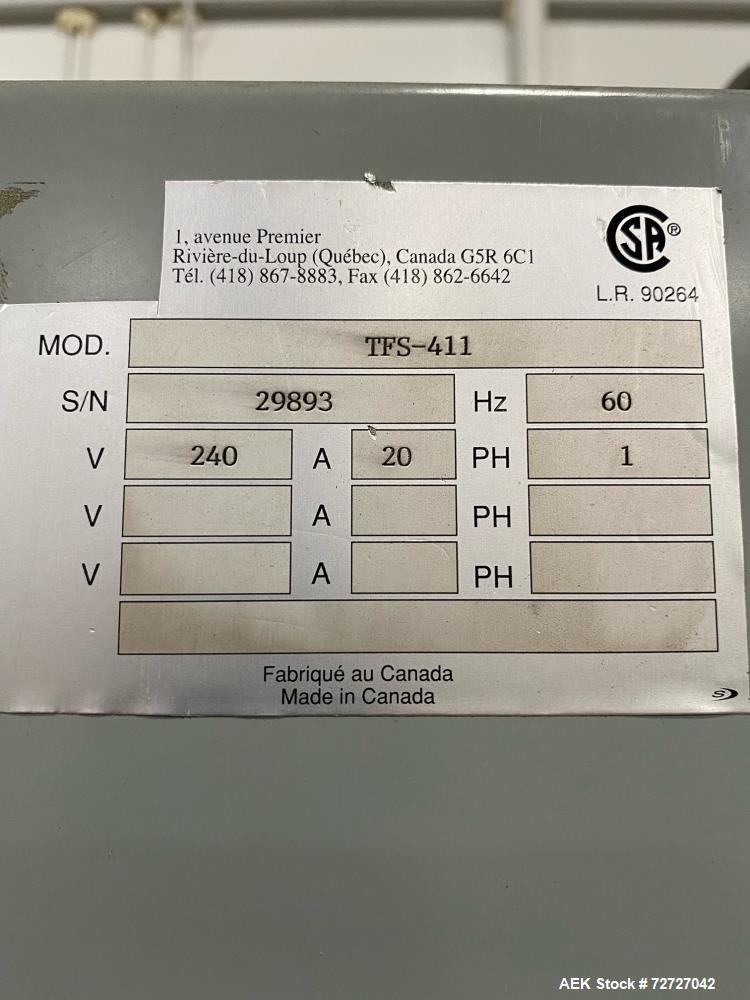 1, avenue Premier
Rivière-du-Loup (Québec), Canada G5R 6C1
Tél. (418) 867-8883, Fax (418) 862-6642
CSA®
L.R. 90264
MOD. TFS-411
S/N 29893 Hz 60
V 240 A 20 PH 1
V A PH
V A PH
Fabriqué au Canada
Made in Canada
S
AEK Stock # 72727042